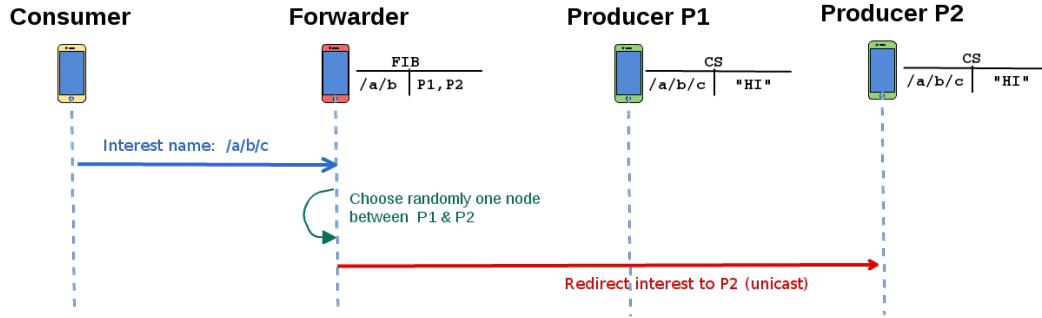 Consumer
Forwarder
Producer P1
Producer P2
FIB
/a/b P1,P2
CS
/a/b/c "HI"
CS
/a/b/c "HI"
Interest name: /a/b/c
Choose randomly one node
between P1 & P2
Redirect interest to P2 (unicast)